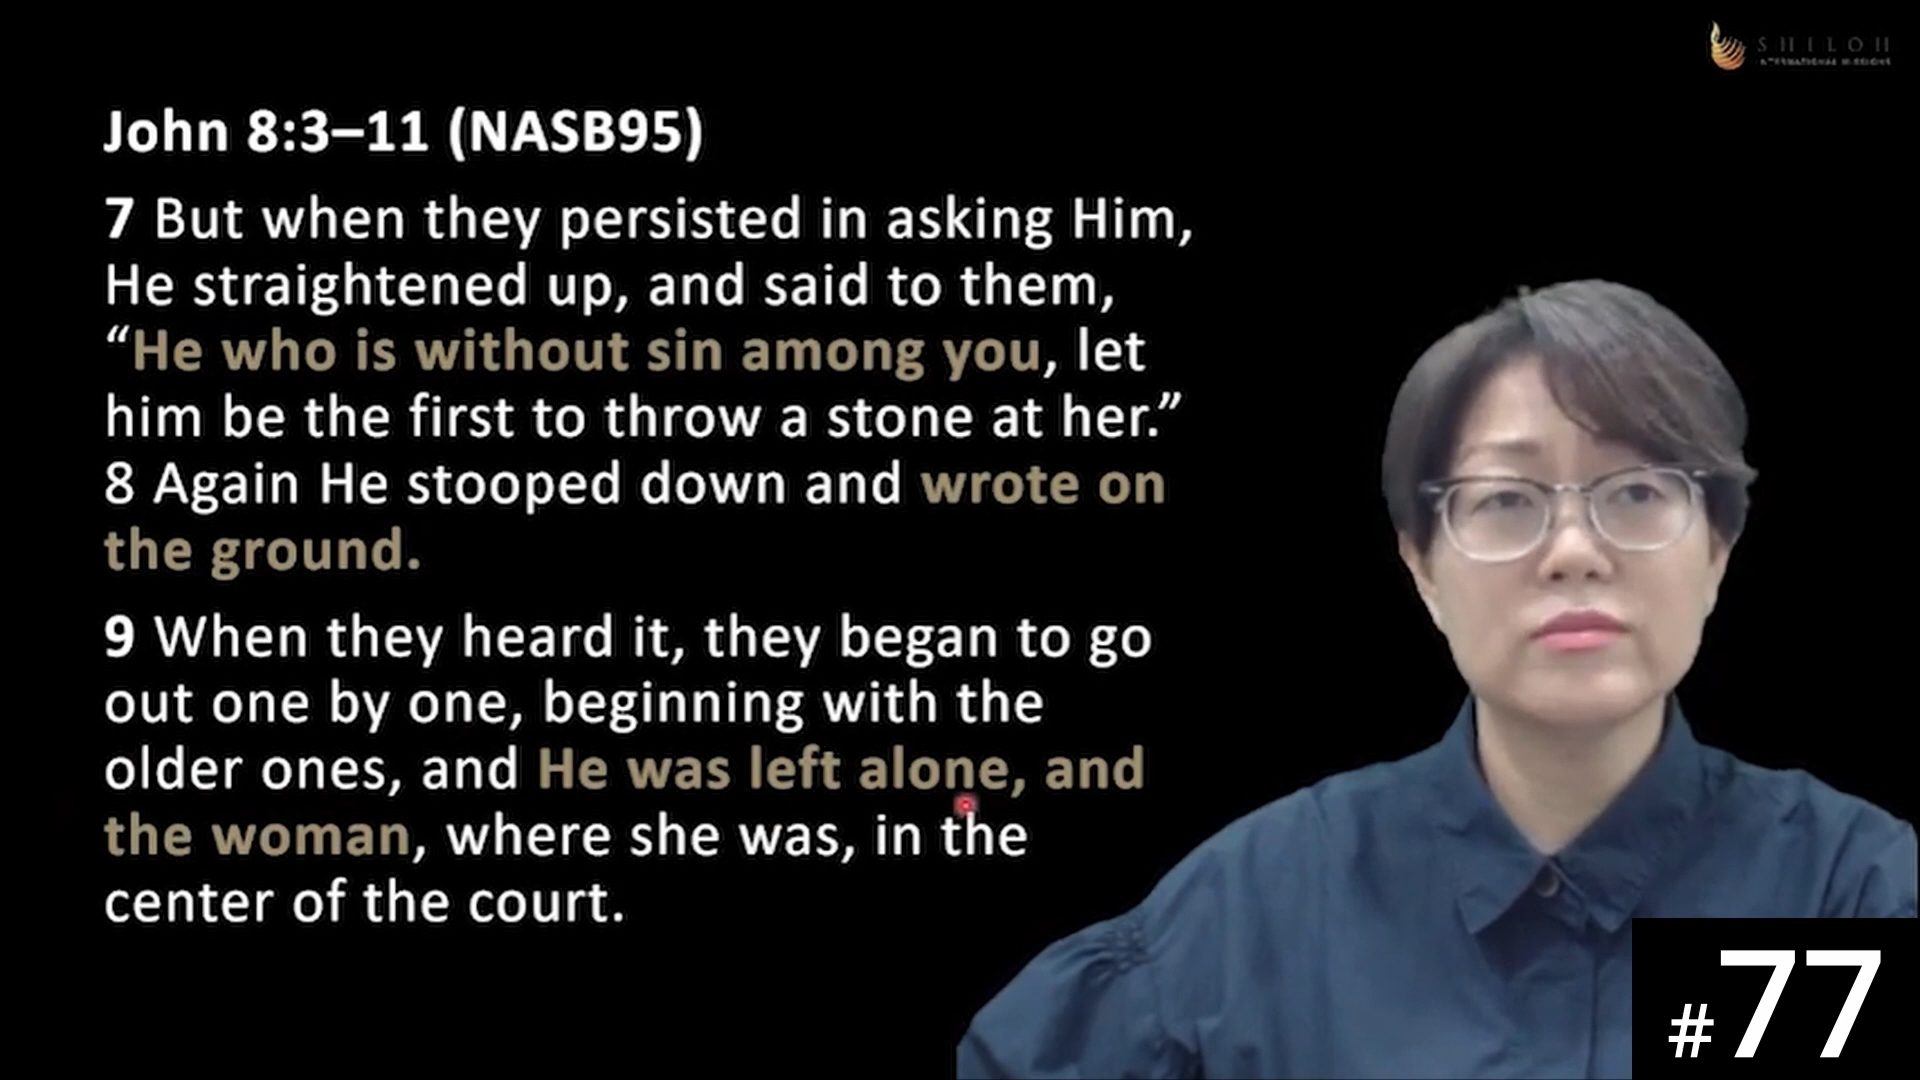 SHILOH
INTERNATIONAL MISSIONS
John 8:3–11 (NASB95)
7 But when they persisted in asking Him,
He straightened up, and said to them,
“He who is without sin among you, let
him be the first to throw a stone at her.”
8 Again He stooped down and wrote on
the ground.
9 When they heard it, they began to go
out one by one, beginning with the
older ones, and He was left alone, and
the woman, where she was, in the
center of the court.
#77